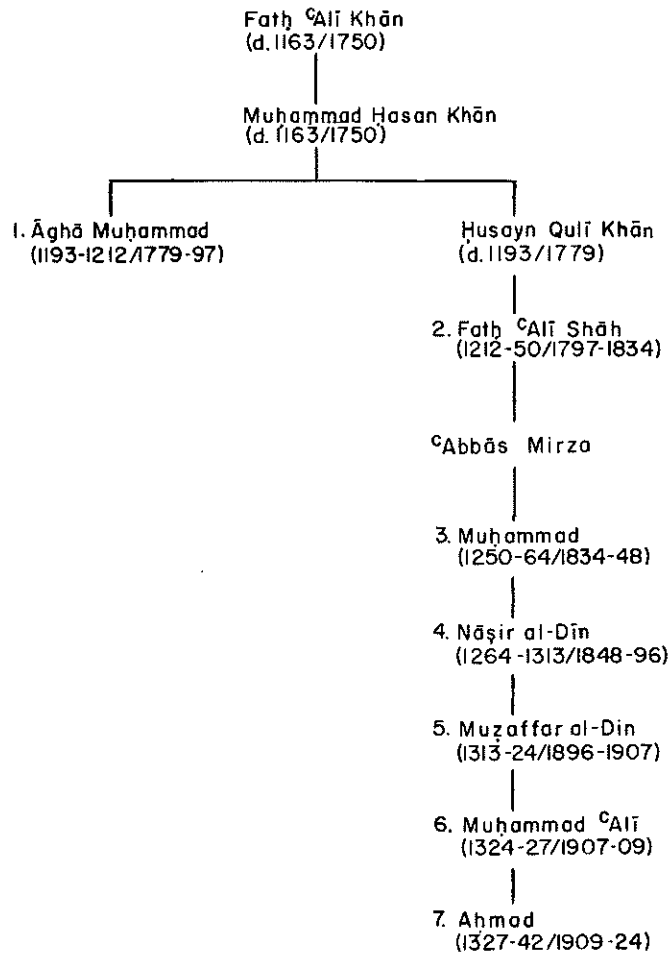 Fatḥ ᶜAlī Khān
(d. 1163/1750)
Muḥammad Ḥasan Khān
(d. 1163/1750)
1. Āghā Muḥammad
(1193-1212/1779-97)
Ḥusayn Qulī Khān
(d. 1193/1779)
2. Fatḥ ᶜAlī Shāh
(1212-50/1797-1834)
ᶜAbbās Mirza
3. Muḥammad
(1250-64/1834-48)
4. Nāṣir al-Dīn
(1264-1313/1848-96)
5. Muẓaffar al-Din
(1313-24/1896-1907)
6. Muḥammad ᶜAlī
(1324-27/1907-09)
7. Aḥmad
(1327-42/1909-24)